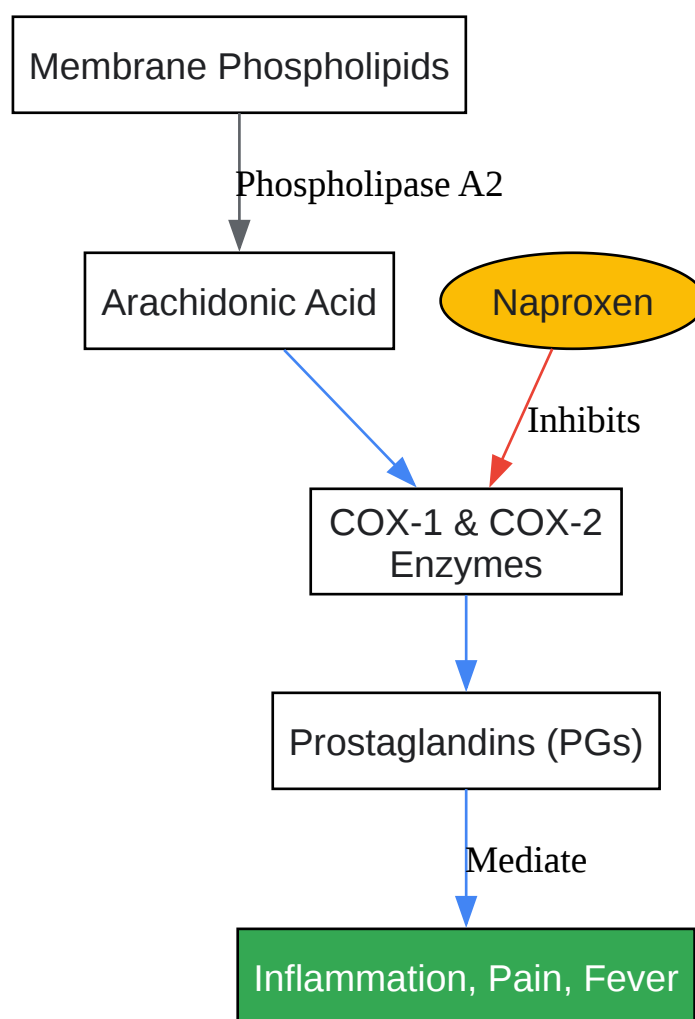 Membrane Phospholipids
Phospholipase A2
Arachidonic Acid
Naproxen
Inhibits
COX-1 & COX-2
Enzymes
Prostaglandins (PGs)
Mediate
Inflammation, Pain, Fever